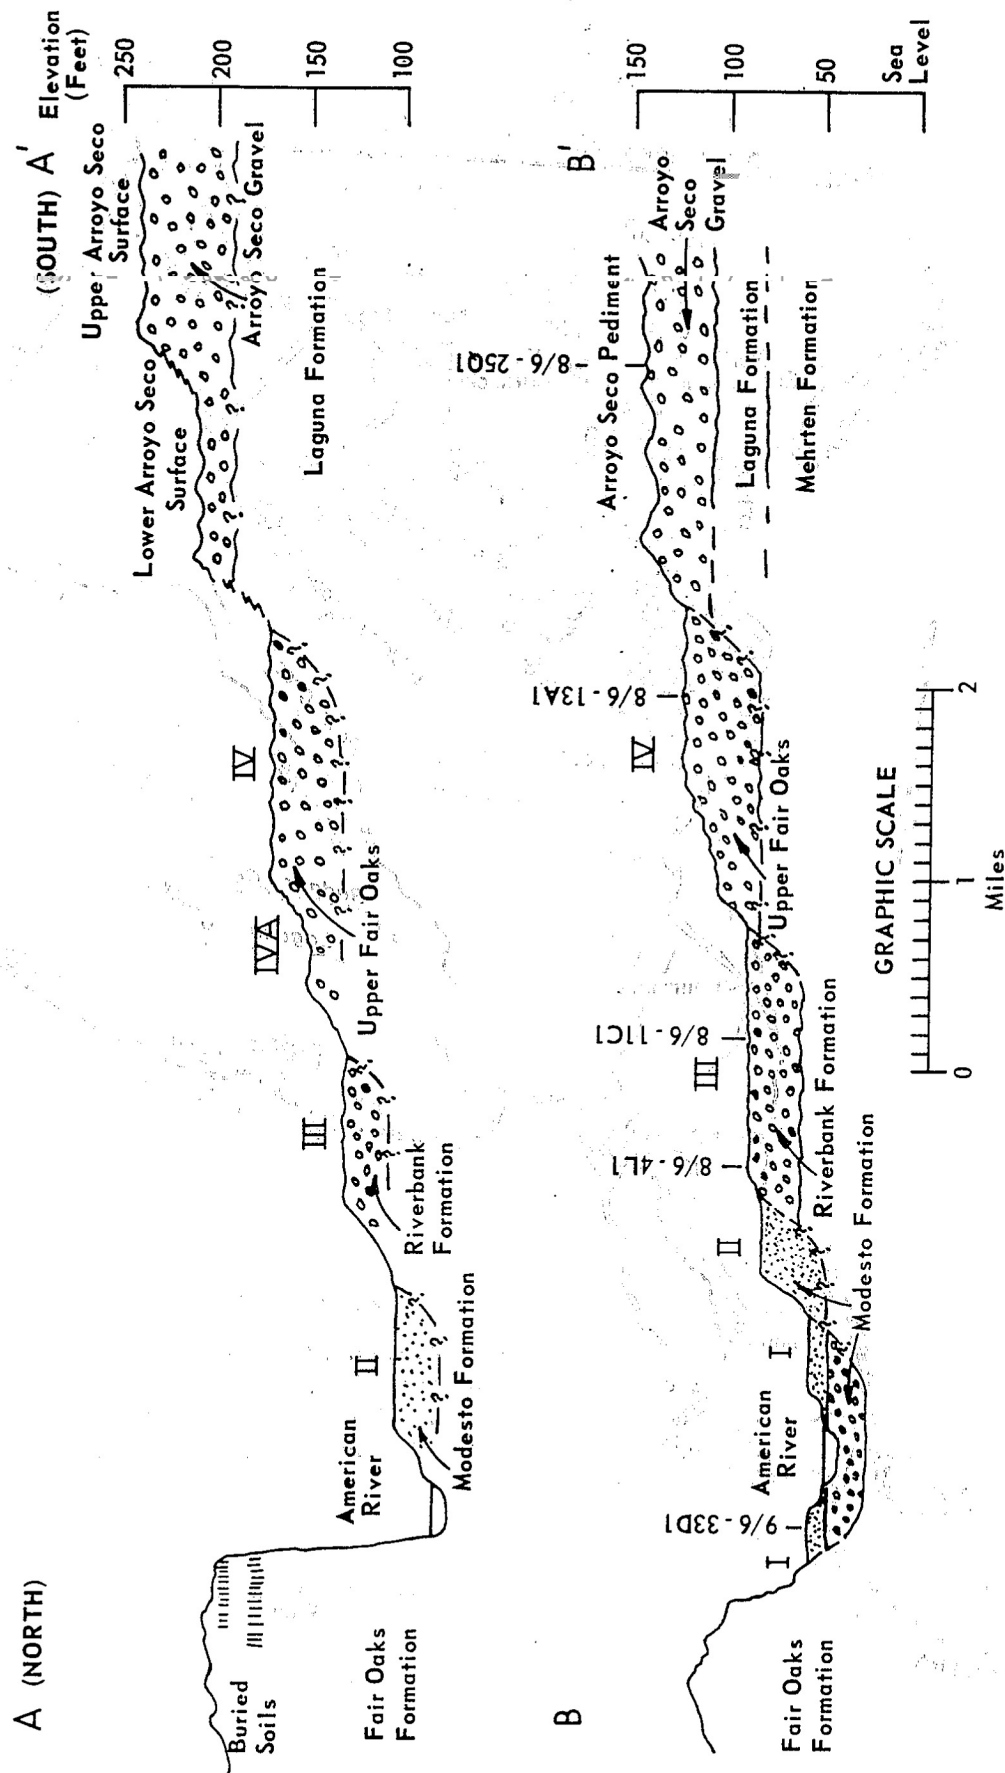 A (NORTH)
(SOUTH) A'
Elevation
(Feet)
250
200
150
100
Buried
Soils
Fair Oaks
Formation
American
River
II
Modesto Formation
III
Riverbank
Formation
IVA
IV
Upper Fair Oaks
Lower Arroyo Seco
Surface
Upper Arroyo Seco
Surface
Arroyo Seco Gravel
Laguna Formation
? ? ? ? ? ? ? ? ? ?
B
B'
150
100
50
Sea
Level
Fair Oaks
Formation
I
9/6 - 33D1
American
River
I
II
Modesto Formation
8/6 - 4L1
III
8/6 - 11C1
Riverbank Formation
IV
8/6 - 13A1
Upper Fair Oaks
Arroyo Seco Pediment
8/6 - 25Q1
Arroyo
Seco
Gravel
Laguna Formation
Mehrten Formation
GRAPHIC SCALE
0 1 2
Miles